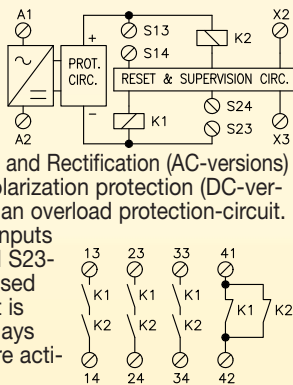 A1
X2
+
S13
K2
S14
PROT.
CIRC.
RESET & SUPERVISION CIRC.
S24
−
K1
S23
A2
X3
and Rectification (AC-versions)
olarization protection (DC-ver-
an overload protection-circuit.
nputs
S23-
sed
is
ays
re acti-
13 23 33 41
K1 K1 K1 K1 K2
K2 K2 K2
14 24 34 42